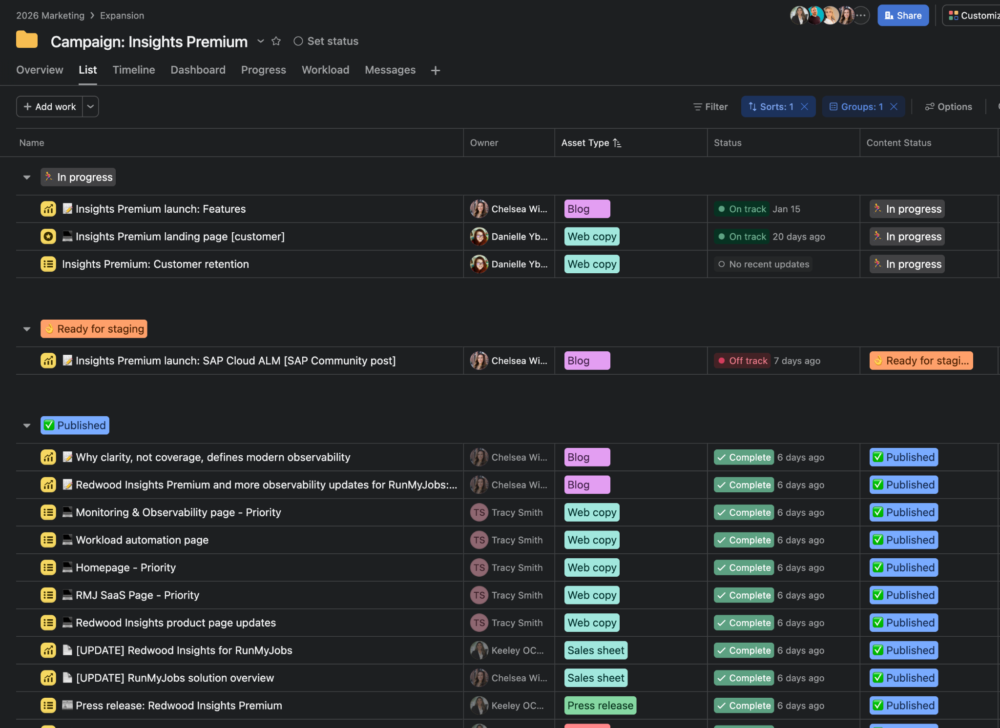 2026 Marketing > Expansion
Share
Customiz
Campaign: Insights Premium
Set status
Overview List Timeline Dashboard Progress Workload Messages +
+ Add work
Filter
Sorts: 1
Groups: 1
Options
Name Owner Asset Type Status Content Status
In progress
Insights Premium launch: Features Chelsea Wi... Blog On track Jan 15 In progress
Insights Premium landing page [customer] Danielle Yb... Web copy On track 20 days ago In progress
Insights Premium: Customer retention Danielle Yb... Web copy No recent updates In progress
Ready for staging
Insights Premium launch: SAP Cloud ALM [SAP Community post] Chelsea Wi... Blog Off track 7 days ago Ready for stagi...
Published
Why clarity, not coverage, defines modern observability Chelsea Wi... Blog Complete 6 days ago Published
Redwood Insights Premium and more observability updates for RunMyJobs:... Chelsea Wi... Blog Complete 6 days ago Published
Monitoring & Observability page - Priority TS Tracy Smith Web copy Complete 6 days ago Published
Workload automation page TS Tracy Smith Web copy Complete 6 days ago Published
Homepage - Priority TS Tracy Smith Web copy Complete 6 days ago Published
RMJ SaaS Page - Priority TS Tracy Smith Web copy Complete 6 days ago Published
Redwood Insights product page updates TS Tracy Smith Web copy Complete 6 days ago Published
[UPDATE] Redwood Insights for RunMyJobs Keeley OC... Sales sheet Complete 6 days ago Published
[UPDATE] RunMyJobs solution overview Chelsea Wi... Sales sheet Complete 6 days ago Published
Press release: Redwood Insights Premium Keeley OC... Press release Complete 6 days ago Published